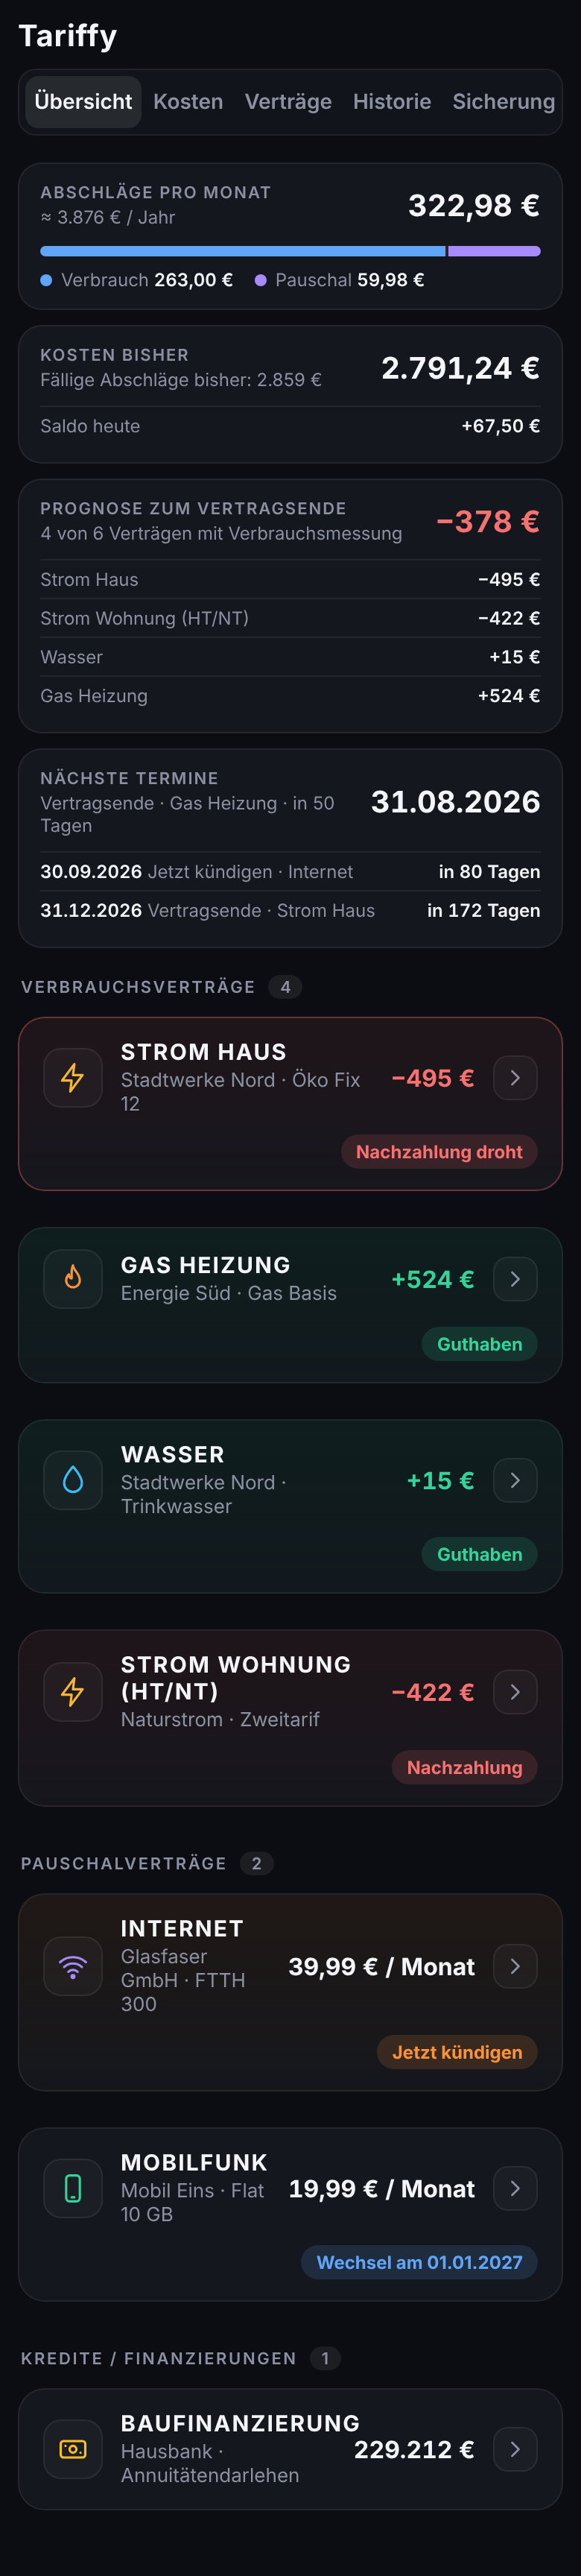 Tariffy
Übersicht Kosten Verträge Historie Sicherung
ABSCHLÄGE PRO MONAT
≈ 3.876 € / Jahr
322,98 €
Verbrauch 263,00 € Pauschal 59,98 €
KOSTEN BISHER
Fällige Abschläge bisher: 2.859 €
2.791,24 €
Saldo heute +67,50 €
PROGNOSE ZUM VERTRAGSENDE
4 von 6 Verträgen mit Verbrauchsmessung
−378 €
Strom Haus −495 €
Strom Wohnung (HT/NT) −422 €
Wasser +15 €
Gas Heizung +524 €
NÄCHSTE TERMINE
Vertragsende · Gas Heizung · in 50
Tagen
31.08.2026
30.09.2026 Jetzt kündigen · Internet in 80 Tagen
31.12.2026 Vertragsende · Strom Haus in 172 Tagen
VERBRAUCHSVERTRÄGE 4
STROM HAUS
Stadtwerke Nord · Öko Fix
12
−495 €
Nachzahlung droht
GAS HEIZUNG
Energie Süd · Gas Basis
+524 €
Guthaben
WASSER
Stadtwerke Nord ·
Trinkwasser
+15 €
Guthaben
STROM WOHNUNG
(HT/NT)
Naturstrom · Zweitarif
−422 €
Nachzahlung
PAUSCHALVERTRÄGE 2
INTERNET
Glasfaser
GmbH · FTTH
300
39,99 € / Monat
Jetzt kündigen
MOBILFUNK
Mobil Eins · Flat
10 GB
19,99 € / Monat
Wechsel am 01.01.2027
KREDITE / FINANZIERUNGEN 1
BAUFINANZIERUNG
Hausbank ·
Annuitätendarlehen
229.212 €